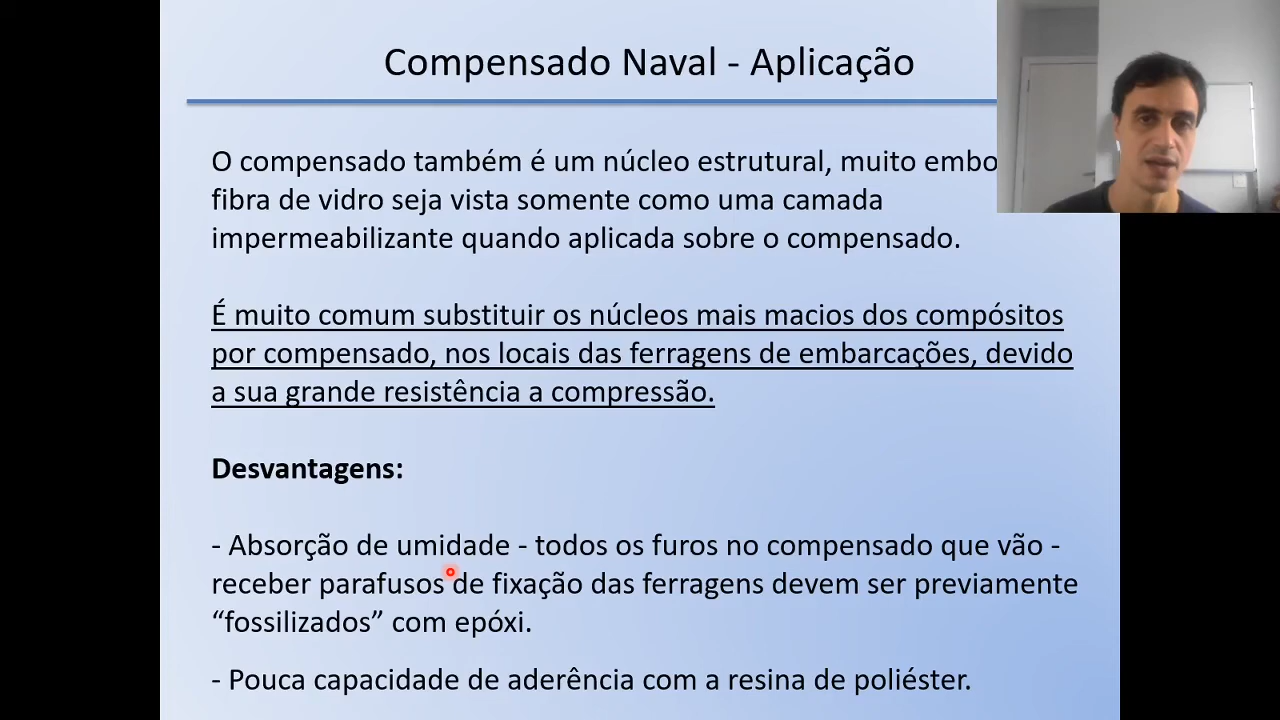 Compensado Naval - Aplicação
O compensado também é um núcleo estrutural, muito
fibra de vidro seja vista somente como uma camada
impermeabilizante quando aplicada sobre o compensado.
É muito comum substituir os núcleos mais macios dos compósitos
por compensado, nos locais das ferragens de embarcações, devido
a sua grande resistência a compressão.
Desvantagens:
- Absorção de umidade - todos os furos no compensado que vão -
receber parafusos de fixação das ferragens devem ser previamente
“fossilizados” com epóxi.
- Pouca capacidade de aderência com a resina de poliéster.